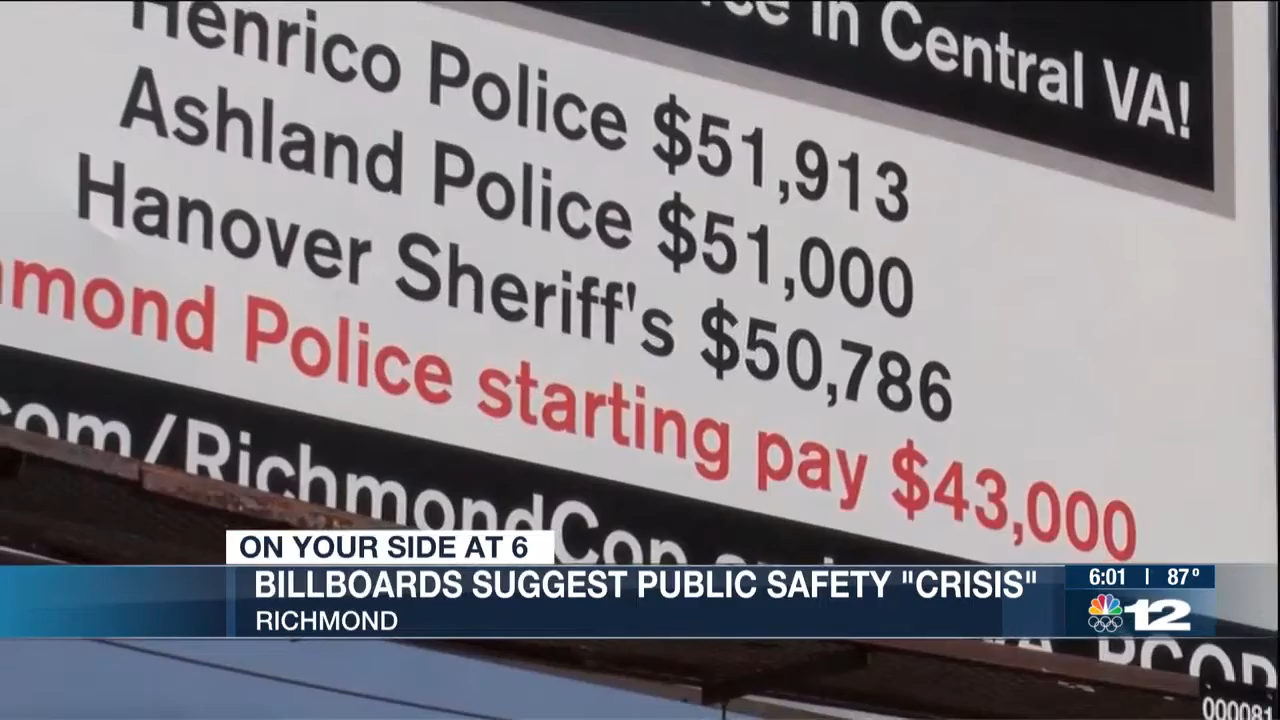 in Central VA!
Henrico Police $51,913
Ashland Police $51,000
Hanover Sheriff's $50,786
mond Police starting pay $43,000
com/RichmondCop
ON YOUR SIDE AT 6
BILLBOARDS SUGGEST PUBLIC SAFETY "CRISIS"
RICHMOND
6:01 | 87°
12
000081